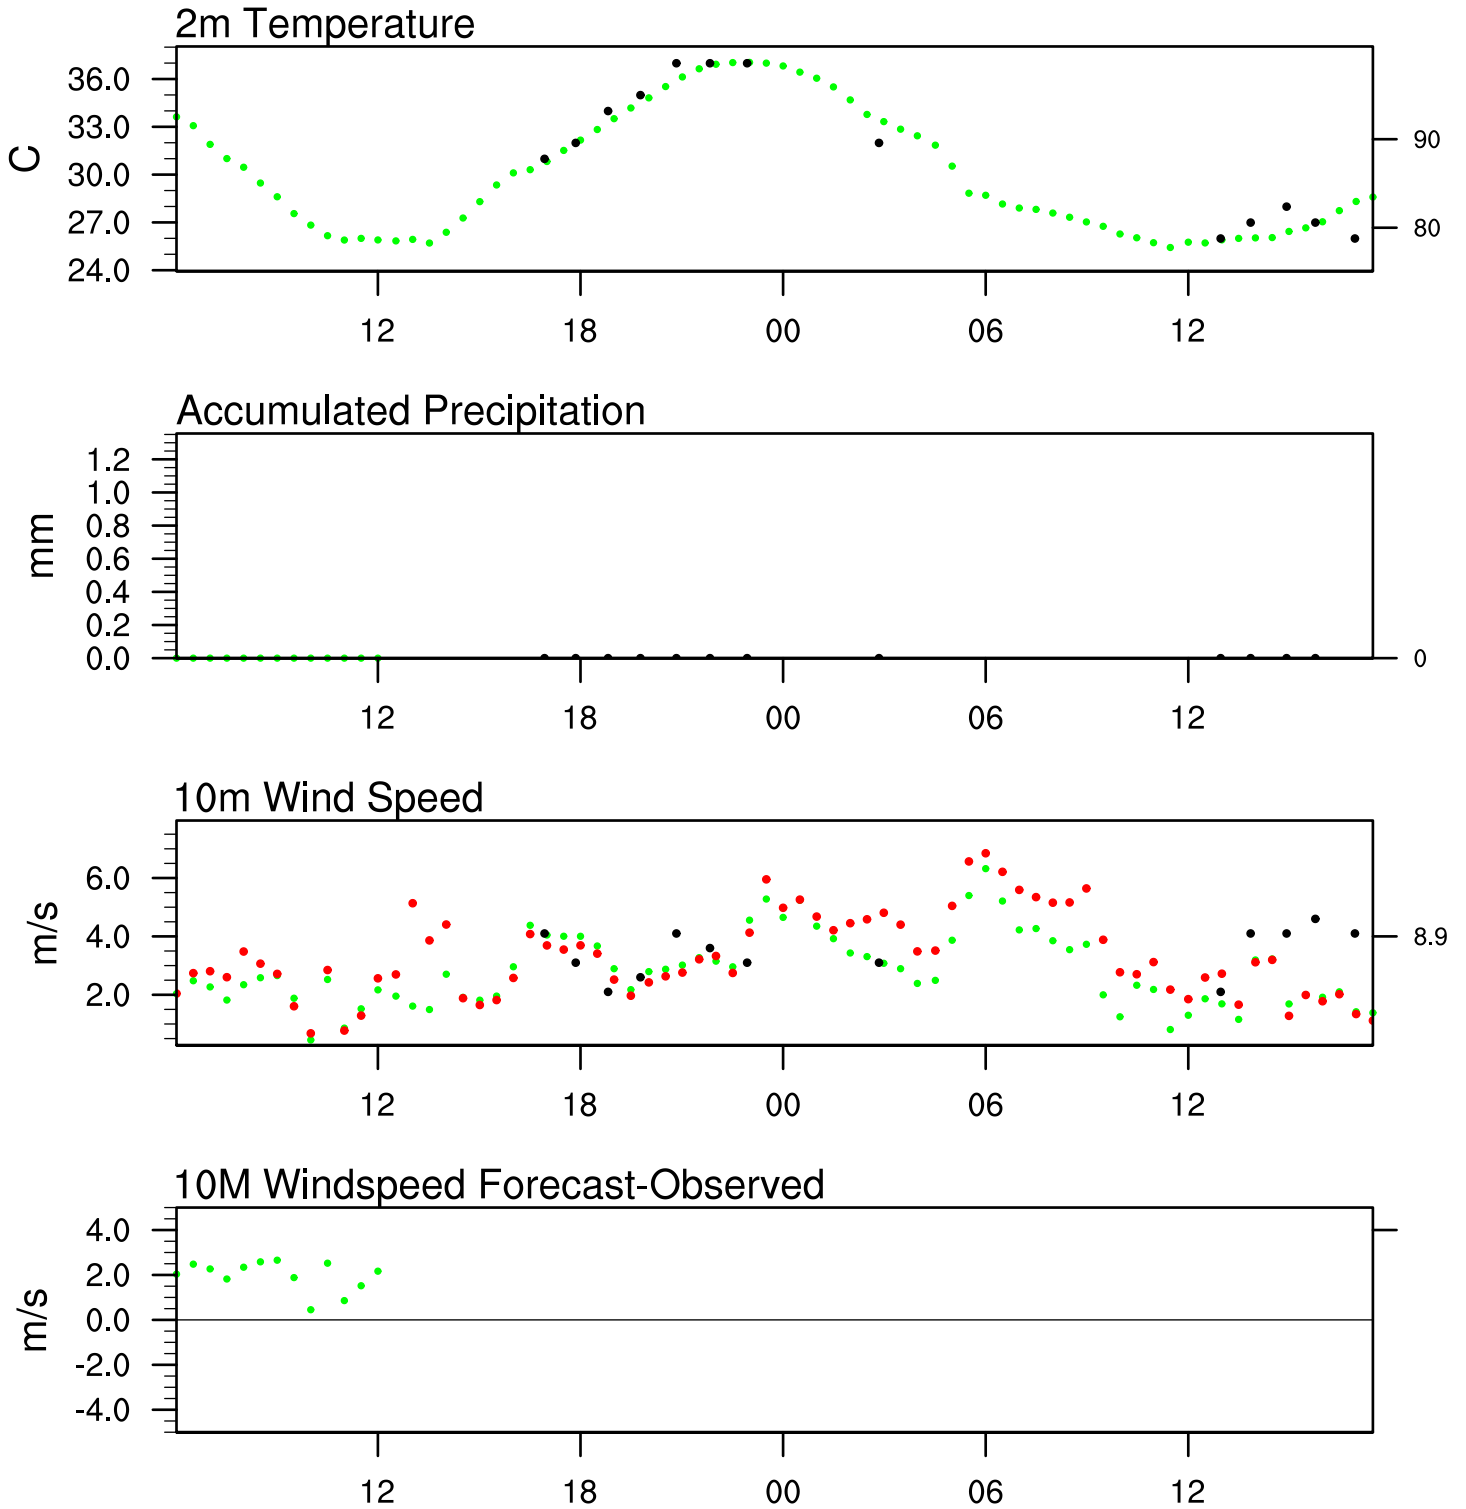 2m Temperature
36.0
33.0
90
C
30.0
27.0
80
24.0
12 18 00 06 12
Accumulated Precipitation
1.2
1.0
0.8
mm
0.6
0.4
0.2
0.0
0
12 18 00 06 12
10m Wind Speed
6.0
m/s
4.0
8.9
2.0
12 18 00 06 12
10M Windspeed Forecast-Observed
4.0
2.0
m/s
0.0
-2.0
-4.0
12 18 00 06 12